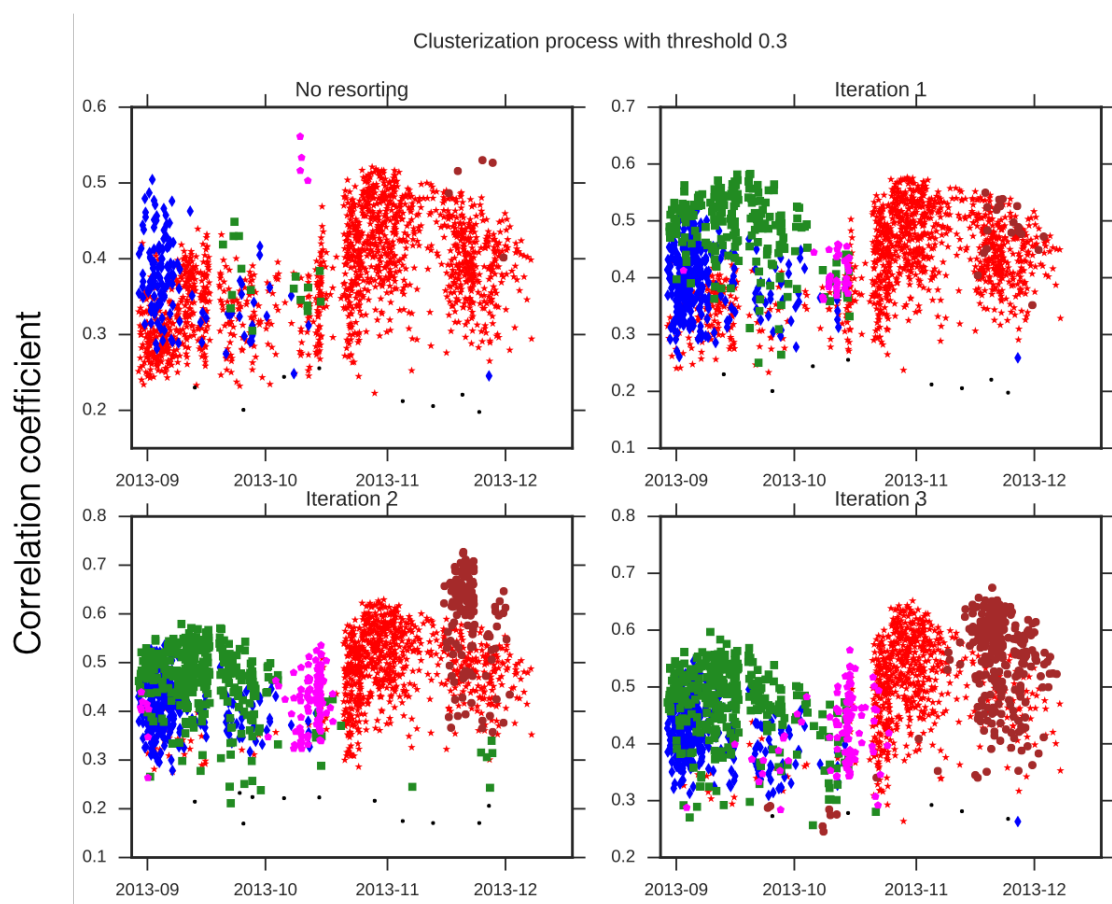 Clusterization process with threshold 0.3
Correlation coefficient
No resorting
0.6
0.5
0.4
0.3
0.2
2013-09 2013-10 2013-11 2013-12
Iteration 1
0.7
0.6
0.5
0.4
0.3
0.2
0.1
2013-09 2013-10 2013-11 2013-12
Iteration 2
0.8
0.7
0.6
0.5
0.4
0.3
0.2
0.1
2013-09 2013-10 2013-11 2013-12
Iteration 3
0.8
0.7
0.6
0.5
0.4
0.3
0.2
2013-09 2013-10 2013-11 2013-12